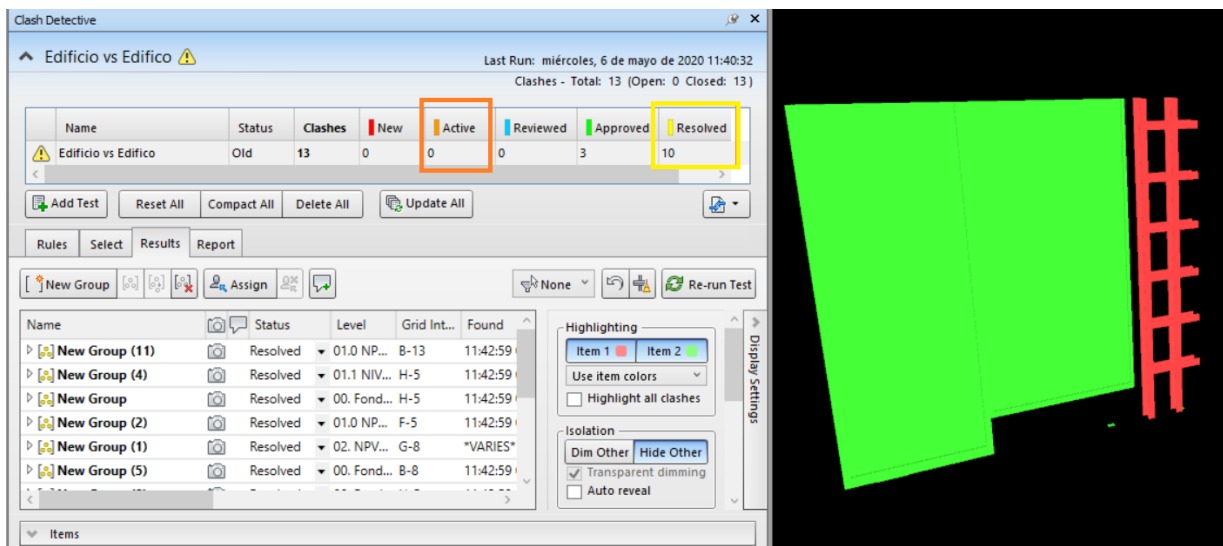 Clash Detective
Edificio vs Edifico
Last Run: miércoles, 6 de mayo de 2020 11:40:32
Clashes - Total: 13 (Open: 0 Closed: 13)
Name Status Clashes New Active Reviewed Approved Resolved
Edificio vs Edifico Old 13 0 0 0 3 10
Add Test Reset All Compact All Delete All Update All
Rules Select Results Report
New Group Assign None Re-run Test
Name Status Level Grid Int... Found
New Group (11) Resolved 01.0 NP... B-13 11:42:59
New Group (4) Resolved 01.1 NIV... H-5 11:42:59
New Group Resolved 00. Fond... H-5 11:42:59
New Group (2) Resolved 01.0 NP... F-5 11:42:59
New Group (1) Resolved 02. NPV... G-8 *VARIES*
New Group (5) Resolved 00. Fond... B-8 11:42:59
Highlighting
Item 1 Item 2
Use item colors
Highlight all clashes
Isolation
Dim Other Hide Other
Transparent dimming
Auto reveal
Display Settings
Items